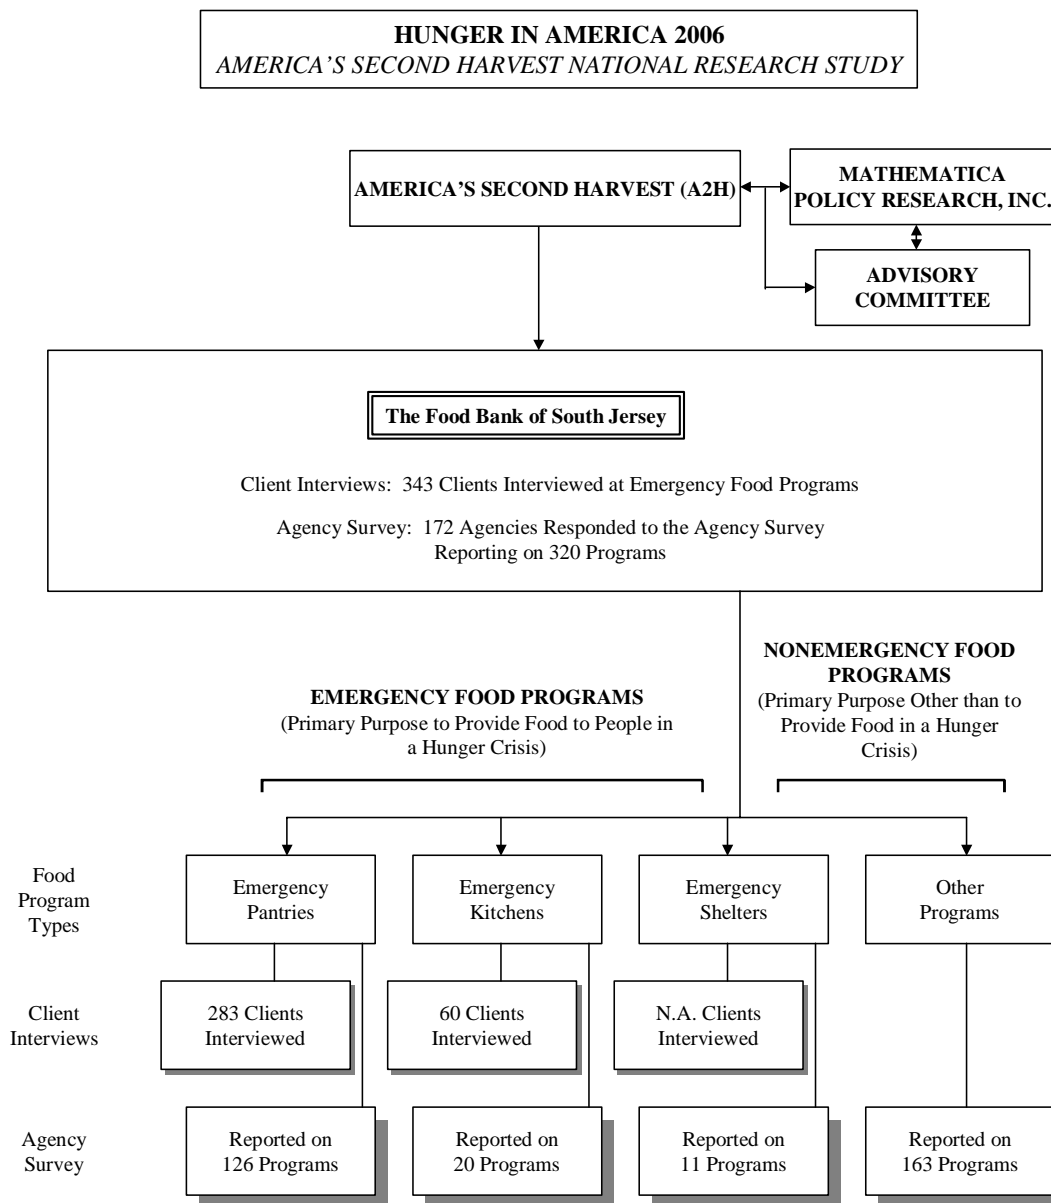 HUNGER IN AMERICA 2006
AMERICA’S SECOND HARVEST NATIONAL RESEARCH STUDY
AMERICA’S SECOND HARVEST (A2H)
MATHEMATICA
POLICY RESEARCH, INC.
ADVISORY
COMMITTEE
The Food Bank of South Jersey
Client Interviews: 343 Clients Interviewed at Emergency Food Programs
Agency Survey: 172 Agencies Responded to the Agency Survey
Reporting on 320 Programs
EMERGENCY FOOD PROGRAMS
(Primary Purpose to Provide Food to People in
a Hunger Crisis)
NONEMERGENCY FOOD
PROGRAMS
(Primary Purpose Other than to
Provide Food in a Hunger
Crisis)
Food
Program
Types
Emergency
Pantries
Emergency
Kitchens
Emergency
Shelters
Other
Programs
Client
Interviews
283 Clients
Interviewed
60 Clients
Interviewed
N.A. Clients
Interviewed
Agency
Survey
Reported on
126 Programs
Reported on
20 Programs
Reported on
11 Programs
Reported on
163 Programs